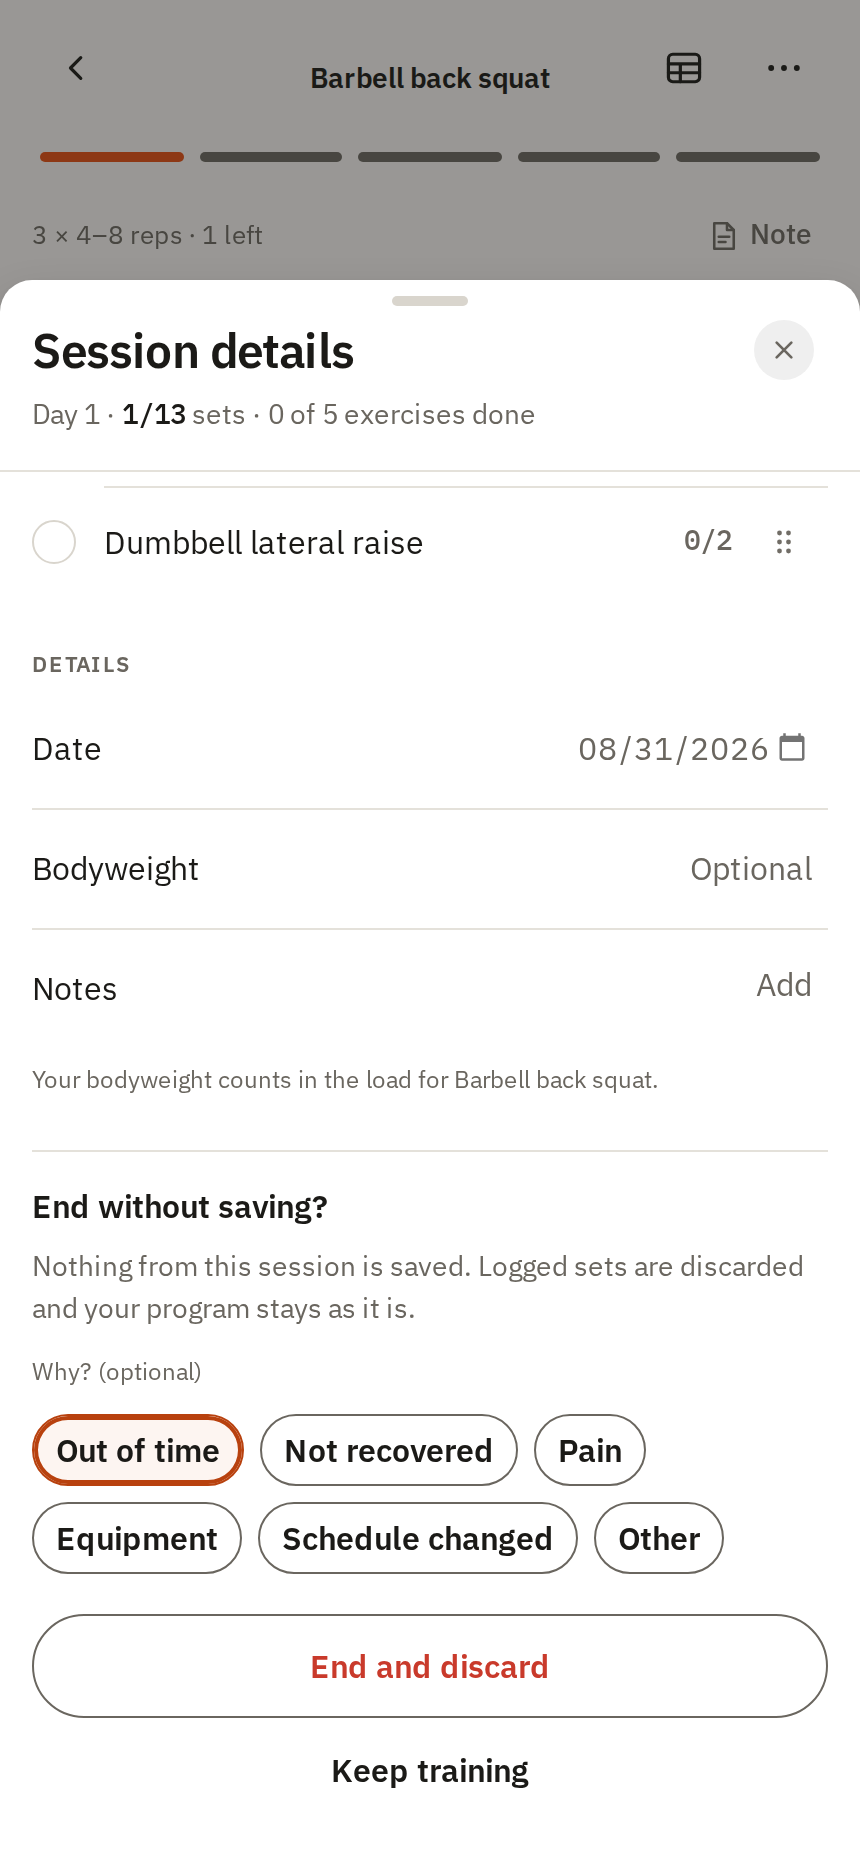 Barbell back squat
3 × 4–8 reps · 1 left
Note
Session details
Day 1 · 1/13 sets · 0 of 5 exercises done
Dumbbell lateral raise 0/2
DETAILS
Date 08/31/2026
Bodyweight Optional
Notes Add
Your bodyweight counts in the load for Barbell back squat.
End without saving?
Nothing from this session is saved. Logged sets are discarded
and your program stays as it is.
Why? (optional)
Out of time Not recovered Pain
Equipment Schedule changed Other
End and discard
Keep training